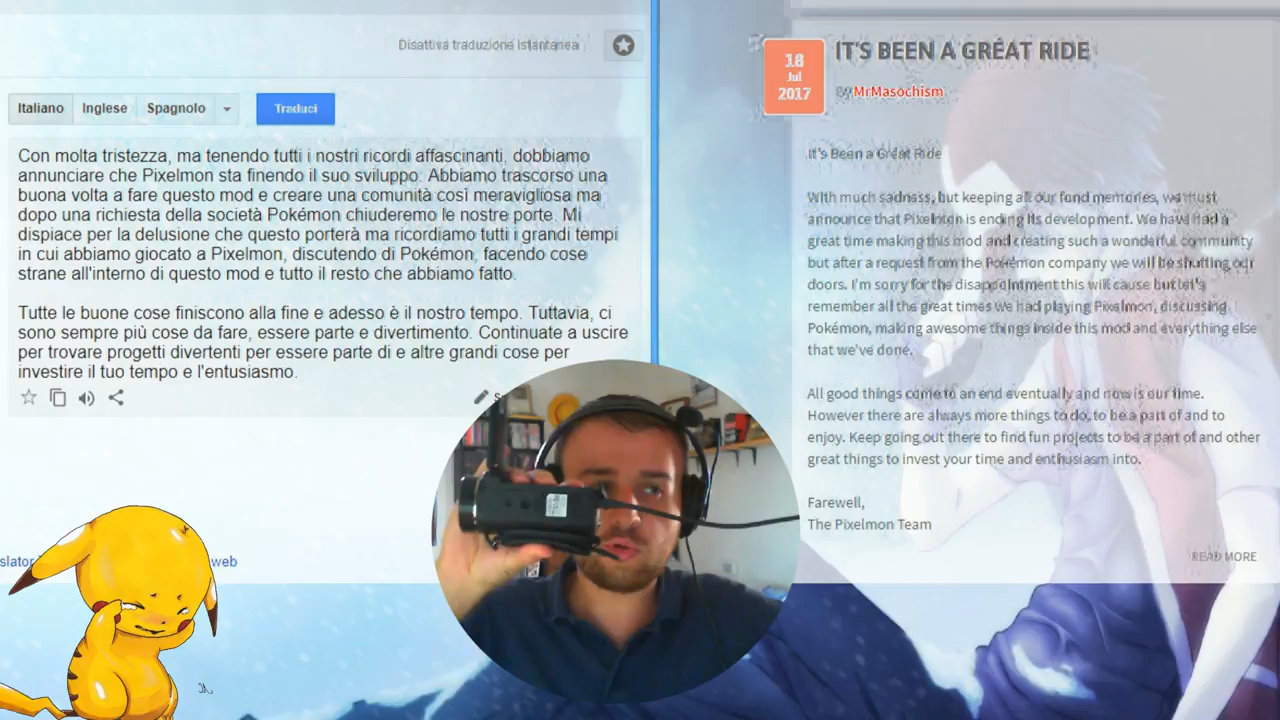 Disattiva traduzione istantanea
Italiano Inglese Spagnolo Traduci
Con molta tristezza, ma tenendo tutti i nostri ricordi affascinanti, dobbiamo
annunciare che Pixelmon sta finendo il suo sviluppo. Abbiamo trascorso una
buona volta a fare questo mod e creare una comunità così meravigliosa ma
dopo una richiesta della società Pokémon chiuderemo le nostre porte. Mi
dispiace per la delusione che questo porterà ma ricordiamo tutti i grandi tempi
in cui abbiamo giocato a Pixelmon, discutendo di Pokémon, facendo cose
strane all'interno di questo mod e tutto il resto che abbiamo fatto.
Tutte le buone cose finiscono alla fine e adesso è il nostro tempo. Tuttavia, ci
sono sempre più cose da fare, essere parte e divertimento. Continuate a uscire
per trovare progetti divertenti per essere parte di e altre grandi cose per
investire il tuo tempo e l'entusiasmo.
S
slator
web
18
Jul
2017
IT'S BEEN A GREAT RIDE
BY MrMasochism
It's Been a Great Ride
With much sadness, but keeping all our fond memories, we must
announce that Pixelmon is ending its development. We have had a
great time making this mod and creating such a wonderful community
but after a request from the Pokémon company we will be shutting our
doors. I'm sorry for the disappointment this will cause but let's
remember all the great times we had playing Pixelmon, discussing
Pokémon, making awesome things inside this mod and everything else
that we've done.
All good things come to an end eventually and now is our time.
However there are always more things to do, to be a part of and to
enjoy. Keep going out there to find fun projects to be a part of and other
great things to invest your time and enthusiasm into.
Farewell,
The Pixelmon Team
READ MORE